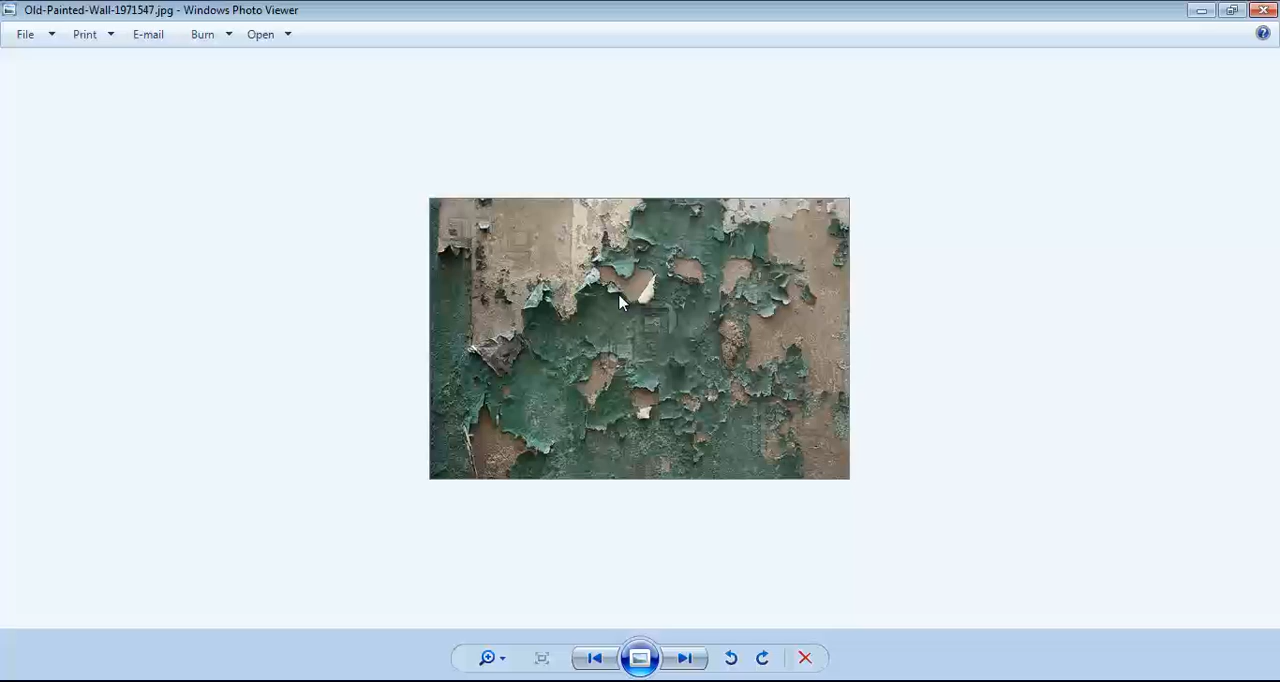 Old-Painted-Wall-1971547.jpg - Windows Photo Viewer
File Print E-mail Burn Open